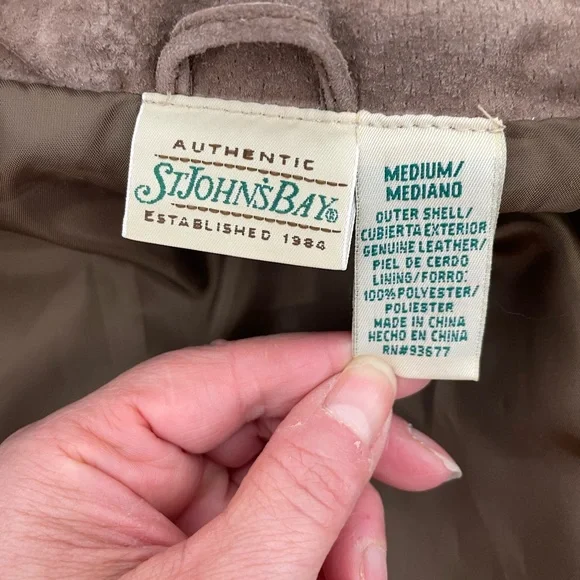 AUTHENTIC
ST. JOHN'S BAY®
ESTABLISHED 1984
MEDIUM/
MEDIANO
OUTER SHELL/
CUBIERTA EXTERIOR:
GENUINE LEATHER/
PIEL DE CERDO
LINING/FORRO:
100% POLYESTER/
POLIESTER
MADE IN CHINA
HECHO EN CHINA
RN#93677